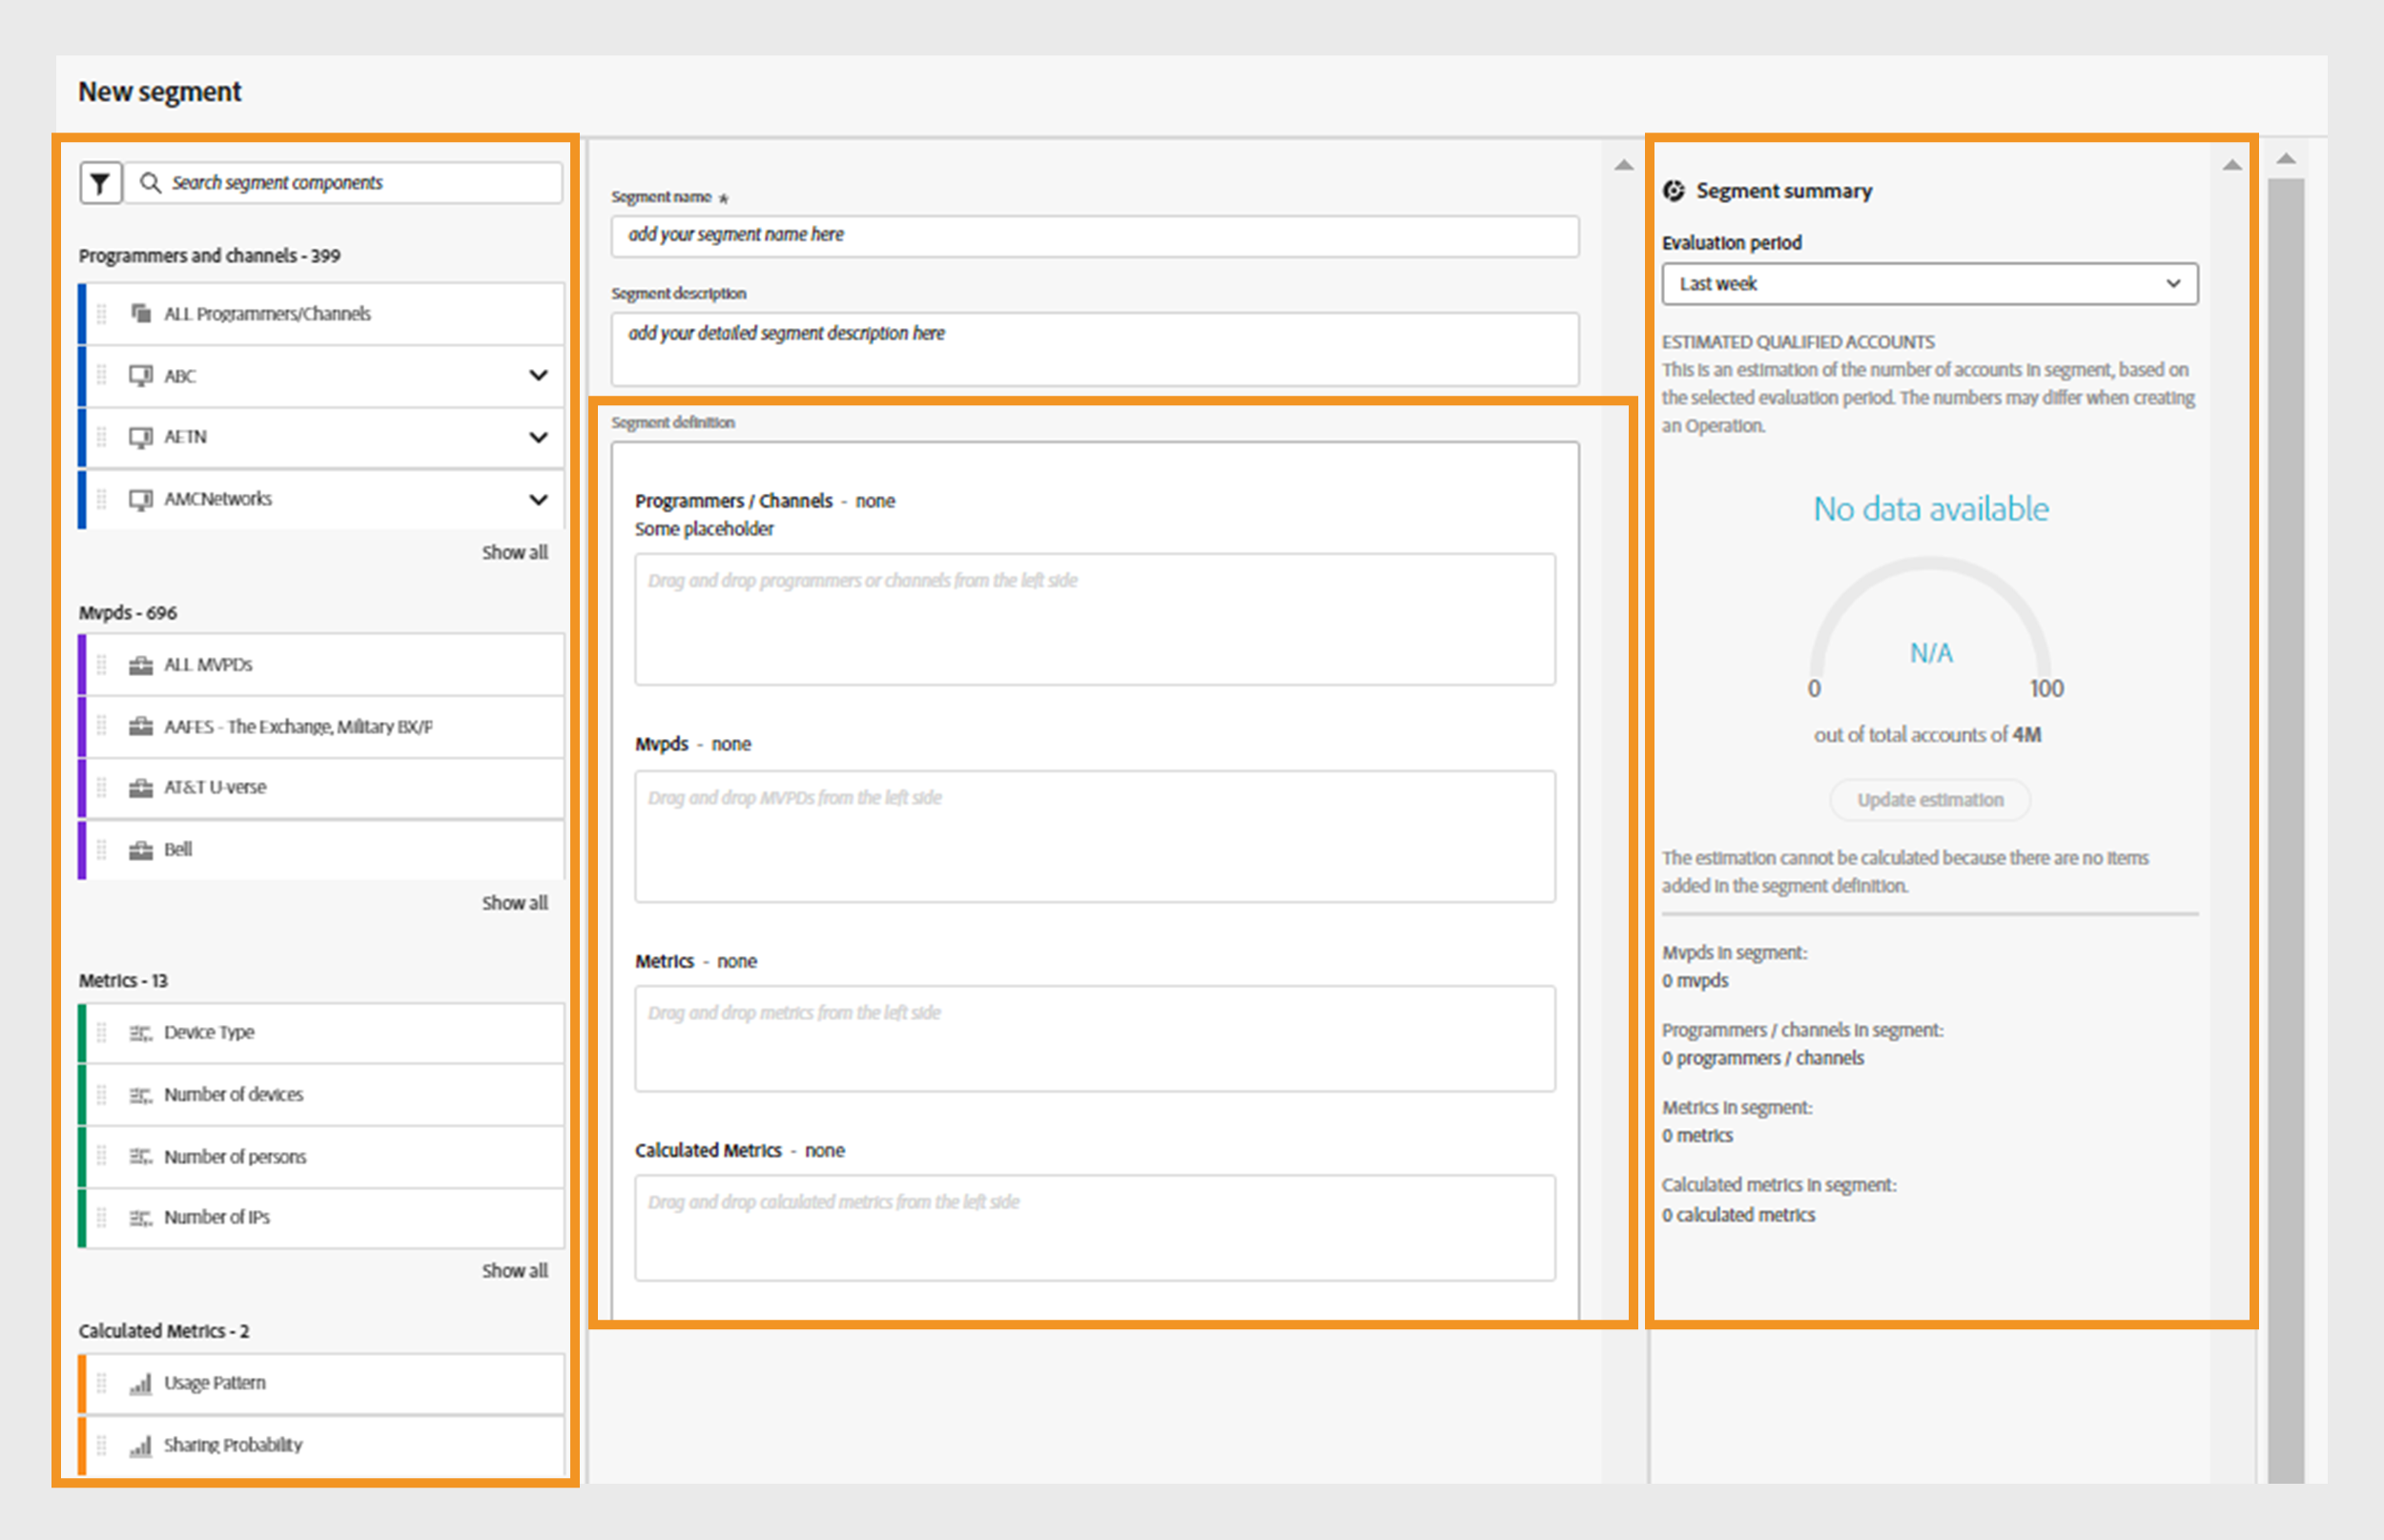 New segment
Search segment components
Programmers and channels - 399
ALL Programmers/Channels
ABC
AETN
AMCNetworks
Show all
Mvpds - 696
ALL MVPDs
AAFES - The Exchange, Military BX/P
AT&T U-verse
Bell
Show all
Metrics - 13
Device Type
Number of devices
Number of persons
Number of IPs
Show all
Calculated Metrics - 2
Usage Pattern
Sharing Probability
Segment name *
add your segment name here
Segment description
add your detailed segment description here
Segment definition
Programmers / Channels - none
Some placeholder
Drag and drop programmers or channels from the left side
Mvpds - none
Drag and drop MVPDs from the left side
Metrics - none
Drag and drop metrics from the left side
Calculated Metrics - none
Drag and drop calculated metrics from the left side
Segment summary
Evaluation period
Last week
ESTIMATED QUALIFIED ACCOUNTS
This is an estimation of the number of accounts in segment, based on
the selected evaluation period. The numbers may differ when creating
an Operation.
No data available
N/A
0 100
out of total accounts of 4M
Update estimation
The estimation cannot be calculated because there are no items
added in the segment definition.
Mvpds in segment:
0 mvpds
Programmers / channels in segment:
0 programmers / channels
Metrics in segment:
0 metrics
Calculated metrics in segment:
0 calculated metrics